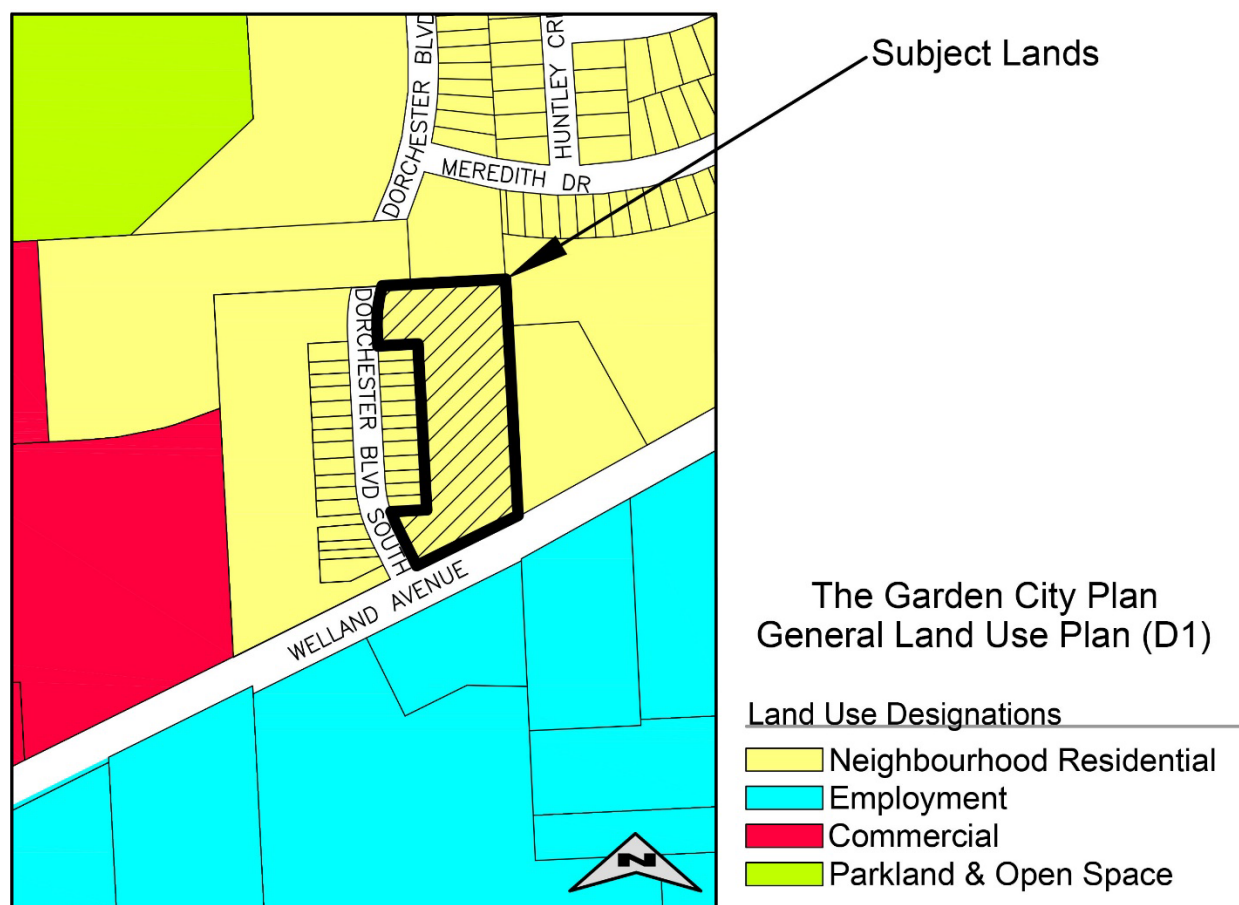 DORCHESTER BLVD
HUNTLEY CR
Subject Lands
MEREDITH DR
DORCHESTER BLVD SOUTH
WELLAND AVENUE
The Garden City Plan
General Land Use Plan (D1)
Land Use Designations
Neighbourhood Residential
Employment
Commercial
Parkland & Open Space
N